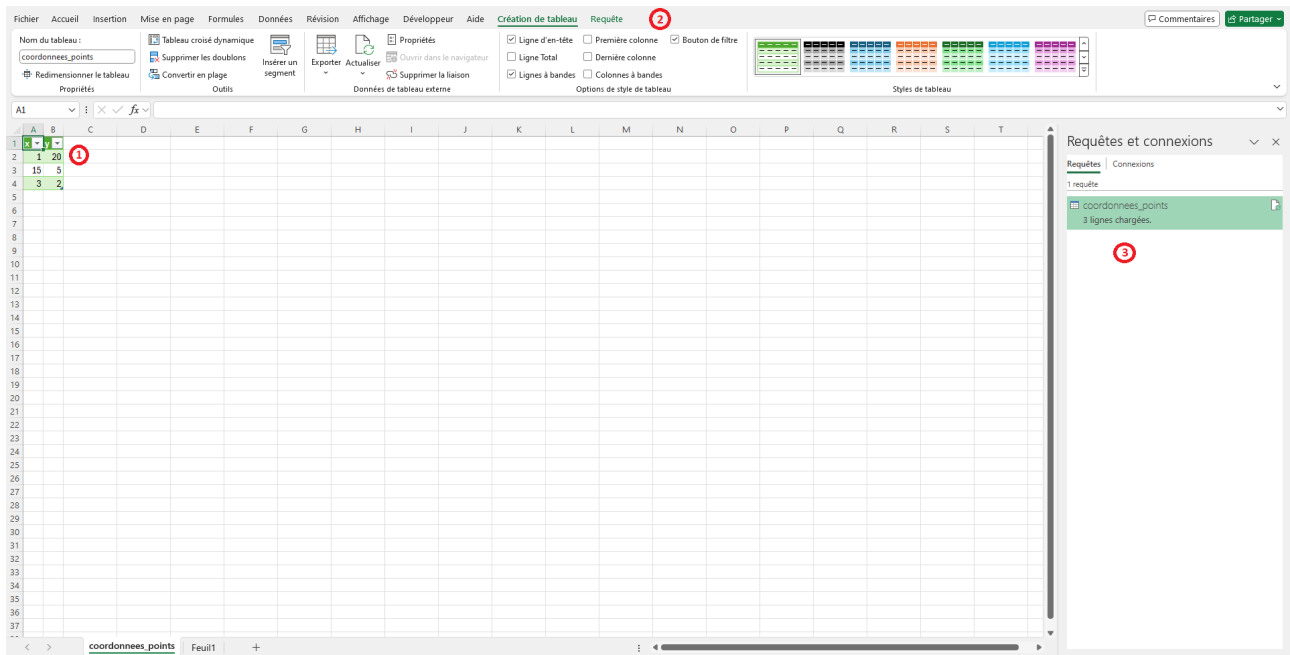 Fichier Accueil Insertion Mise en page Formules Données Révision Affichage Développeur Aide Création de tableau Requête 2 Commentaires Partager
Nom du tableau :
coordonnees_points
Redimensionner le tableau
Propriétés
Tableau croisé dynamique
Supprimer les doublons
Convertir en plage
Insérer un
segment
Outils
Exporter
Actualiser
Propriétés
Ouvrir dans le navigateur
Supprimer la liaison
Données de tableau externe
Ligne d'en-tête Première colonne Bouton de filtre
Ligne Total Dernière colonne
Lignes à bandes Colonnes à bandes
Options de style de tableau
Styles de tableau
A1 fx
A B C D E F G H I J K L M N O P Q R S T
1 x y
2 1 20 1
3 15 5
4 3 2
5
6
7
8
9
10
11
12
13
14
15
16
17
18
19
20
21
22
23
24
25
26
27
28
29
30
31
32
33
34
35
36
37
Requêtes et connexions
Requêtes Connexions
1 requête
coordonnees_points
3 lignes chargées.
3
coordonnees_points Feuil1